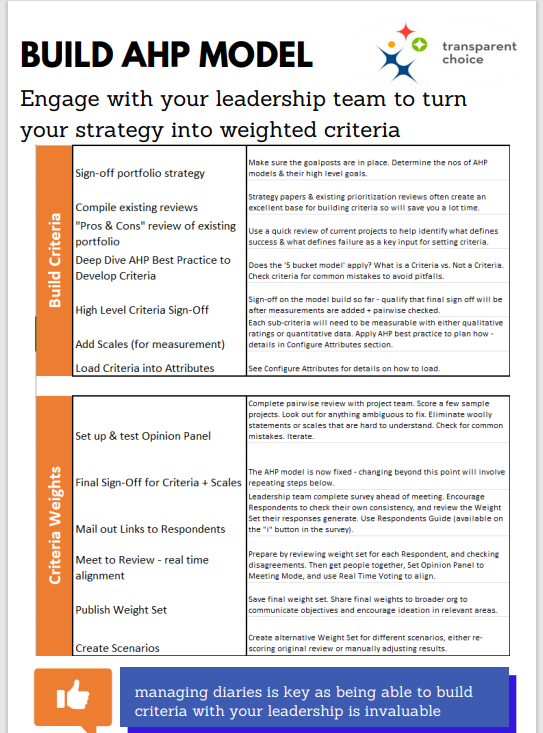 BUILD AHP MODEL
transparent
choice
Engage with your leadership team to turn
your strategy into weighted criteria
Build Criteria
Sign-off portfolio strategy
Make sure the goalposts are in place. Determine the nos of AHP
models & their high level goals.
Compile existing reviews
Strategy papers & existing prioritization reviews often create an
excellent base for building criteria so will save you a lot time.
"Pros & Cons" review of existing
portfolio
Use a quick review of current projects to help identify what defines
success & what defines failure as a key input for setting criteria.
Deep Dive AHP Best Practice to
Develop Criteria
Does the '5 bucket model' apply? What is a Criteria vs. Not a Criteria.
Check criteria for common mistakes to avoid pitfalls.
High Level Criteria Sign-Off
Sign-off on the model build so far - qualify that final sign off will be
after measurements are added + pairwise checked.
Add Scales (for measurement)
Each sub-criteria will need to be measurable with either qualitative
ratings or quantitative data. Apply AHP best practice to plan how -
details in Configure Attributes section.
Load Criteria into Attributes
See Configure Attributes for details on how to load.
Criteria Weights
Set up & test Opinion Panel
Complete pairwise review with project team. Score a few sample
projects. Look out for anything ambiguous to fix. Eliminate woolly
statements or scales that are hard to understand. Check for common
mistakes. Iterate.
Final Sign-Off for Criteria + Scales
The AHP model is now fixed - changing beyond this point will involve
repeating steps below.
Mail out Links to Respondents
Leadership team complete survey ahead of meeting. Encourage
Respondents to check their own consistency, and review the Weight
Set their responses generate. Use Respondents Guide (available on
the "i" button in the survey).
Meet to Review - real time
alignment
Prepare by reviewing weight set for each Respondent, and checking
disagreements. Then get people together, Set Opinion Panel to
Meeting Mode, and use Real Time Voting to align.
Publish Weight Set
Save final weight set. Share final weights to broader org to
communicate objectives and encourage ideation in relevant areas.
Create Scenarios
Create alternative Weight Set for different scenarios, either re-
scoring original review or manually adjusting results.
managing diaries is key as being able to build
criteria with your leadership is invaluable